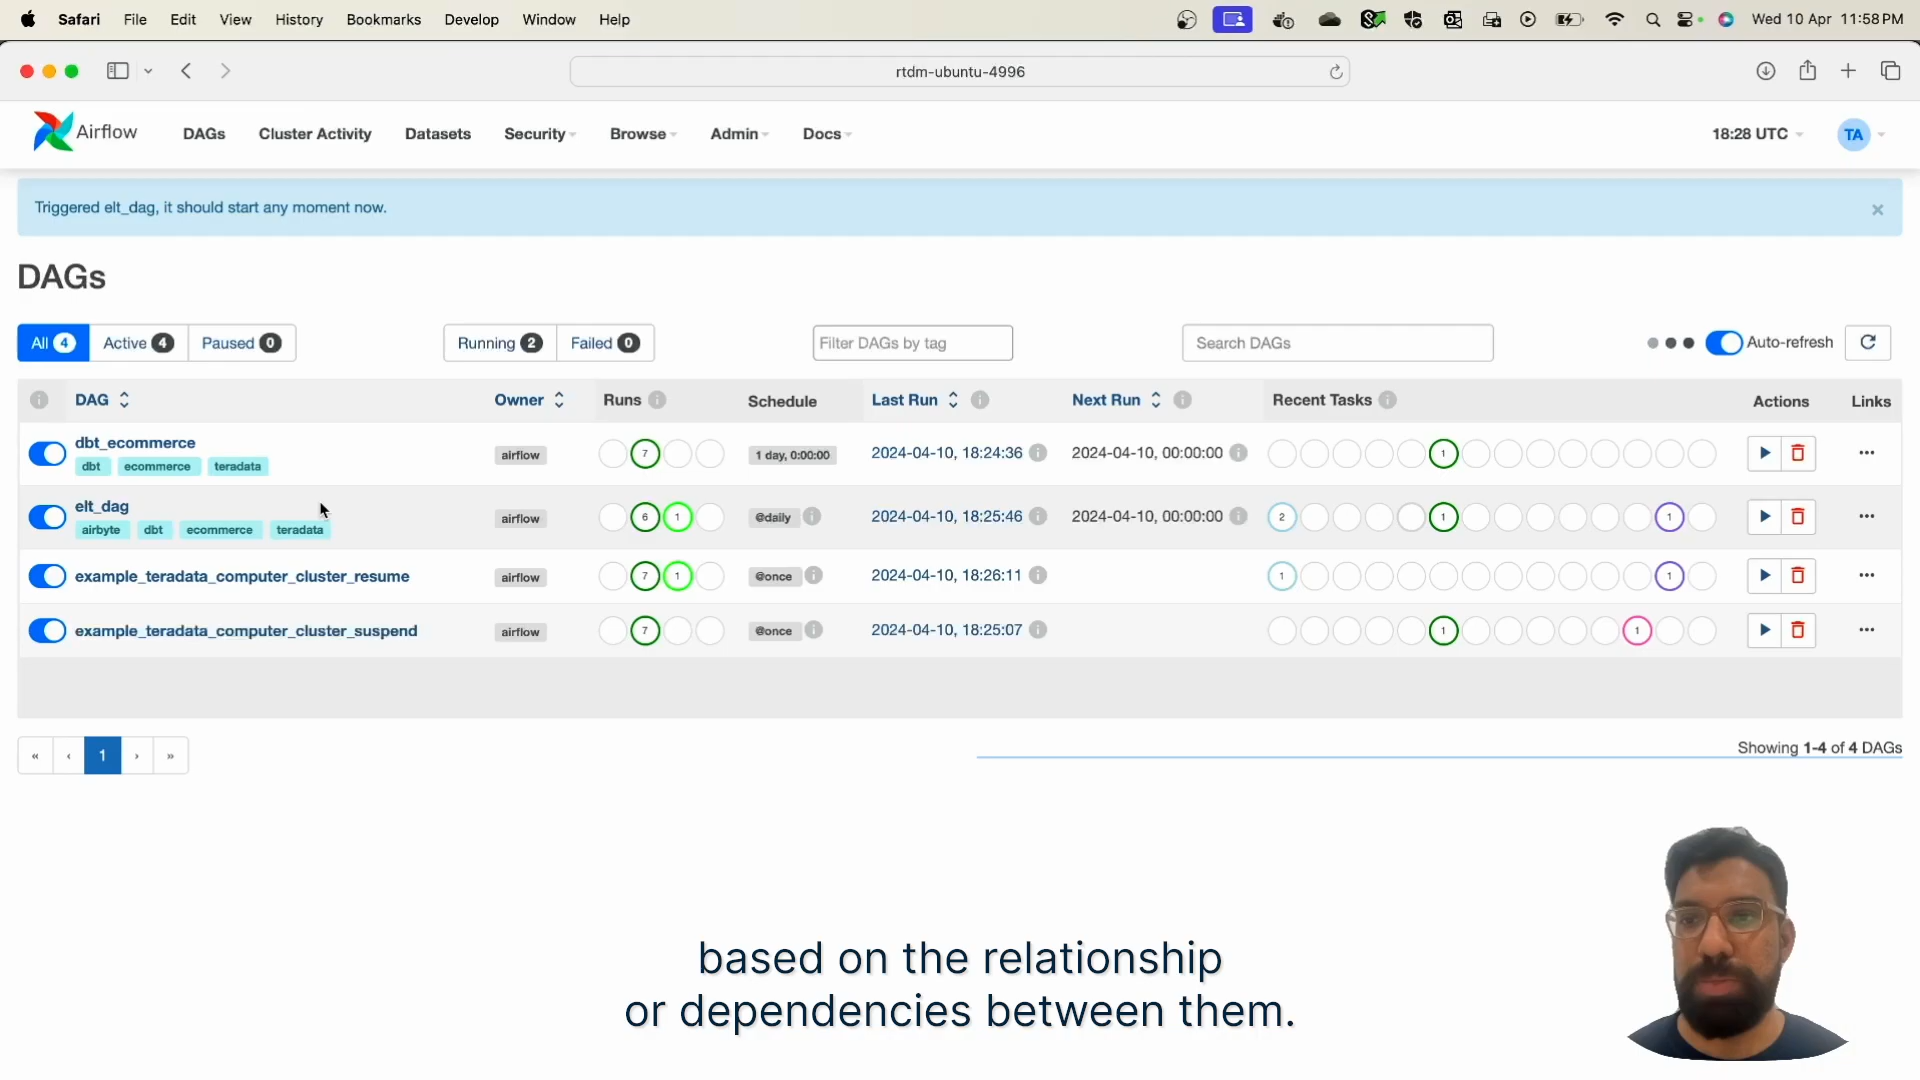 Safari File Edit View History Bookmarks Develop Window Help Wed 10 Apr 11:58 PM
rtdm-ubuntu-4996
Airflow DAGs Cluster Activity Datasets Security Browse Admin Docs 18:28 UTC TA
Triggered elt_dag, it should start any moment now. ×
DAGs
All 4 Active 4 Paused 0 Running 2 Failed 0 Filter DAGs by tag Search DAGs Auto-refresh
DAG Owner Runs Schedule Last Run Next Run Recent Tasks Actions Links
dbt_ecommerce airflow 7 1 day, 0:00:00 2024-04-10, 18:24:36 2024-04-10, 00:00:00 1
dbt ecommerce teradata
elt_dag airflow 6 1 @daily 2024-04-10, 18:25:46 2024-04-10, 00:00:00 2 1 1
airbyte dbt ecommerce teradata
example_teradata_computer_cluster_resume airflow 7 1 @once 2024-04-10, 18:26:11 1 1
example_teradata_computer_cluster_suspend airflow 7 @once 2024-04-10, 18:25:07 1 1
« ‹ 1 › » Showing 1-4 of 4 DAGs
based on the relationship
or dependencies between them.